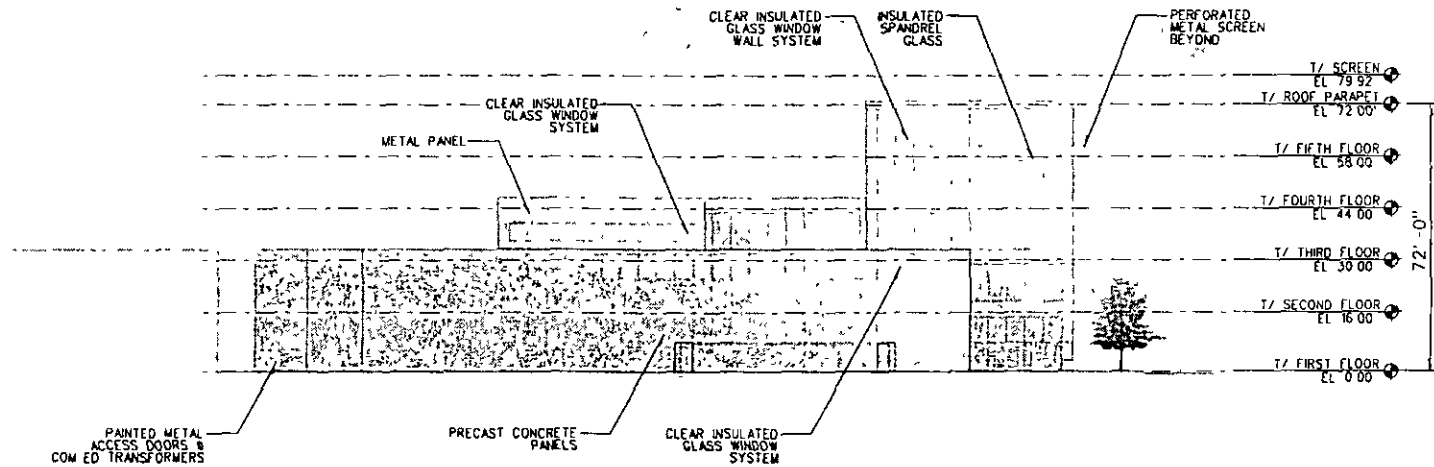 CLEAR INSULATED
GLASS WINDOW
WALL SYSTEM
INSULATED
SPANDREL
GLASS
PERFORATED
METAL SCREEN
BEYOND
T/ SCREEN
EL 79 92
T/ ROOF PARAPET
EL 72 00
CLEAR INSULATED
GLASS WINDOW
SYSTEM
METAL PANEL
T/ FIFTH FLOOR
EL 58 00
T/ FOURTH FLOOR
EL 44 00
T/ THIRD FLOOR
EL 30 00
72'-0"
T/ SECOND FLOOR
EL 16 00
T/ FIRST FLOOR
EL 0 00
PAINTED METAL
ACCESS DOORS &
COM ED TRANSFORMERS
PRECAST CONCRETE
PANELS
CLEAR INSULATED
GLASS WINDOW
SYSTEM